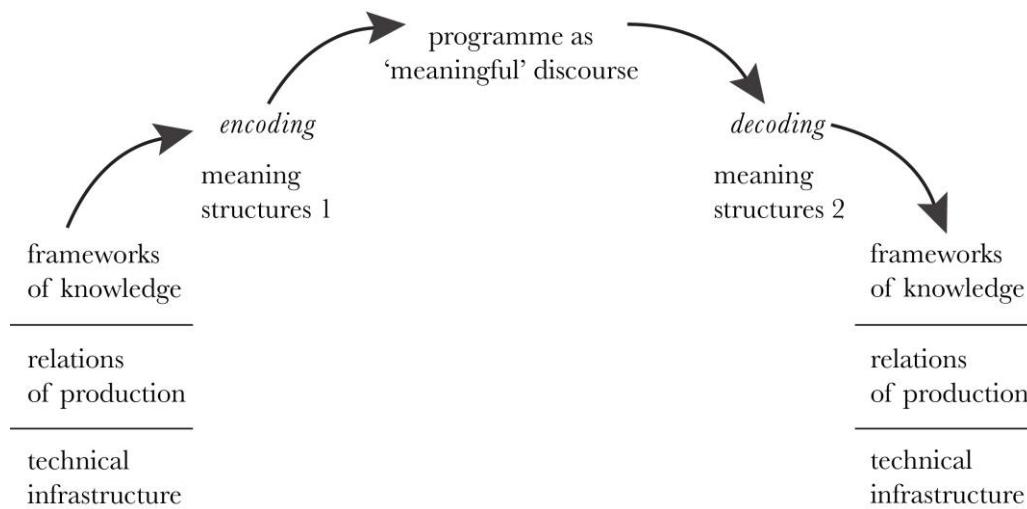 programme as
‘meaningful’ discourse
encoding
decoding
meaning
structures 1
meaning
structures 2
frameworks
of knowledge
frameworks
of knowledge
relations
of production
relations
of production
technical
infrastructure
technical
infrastructure